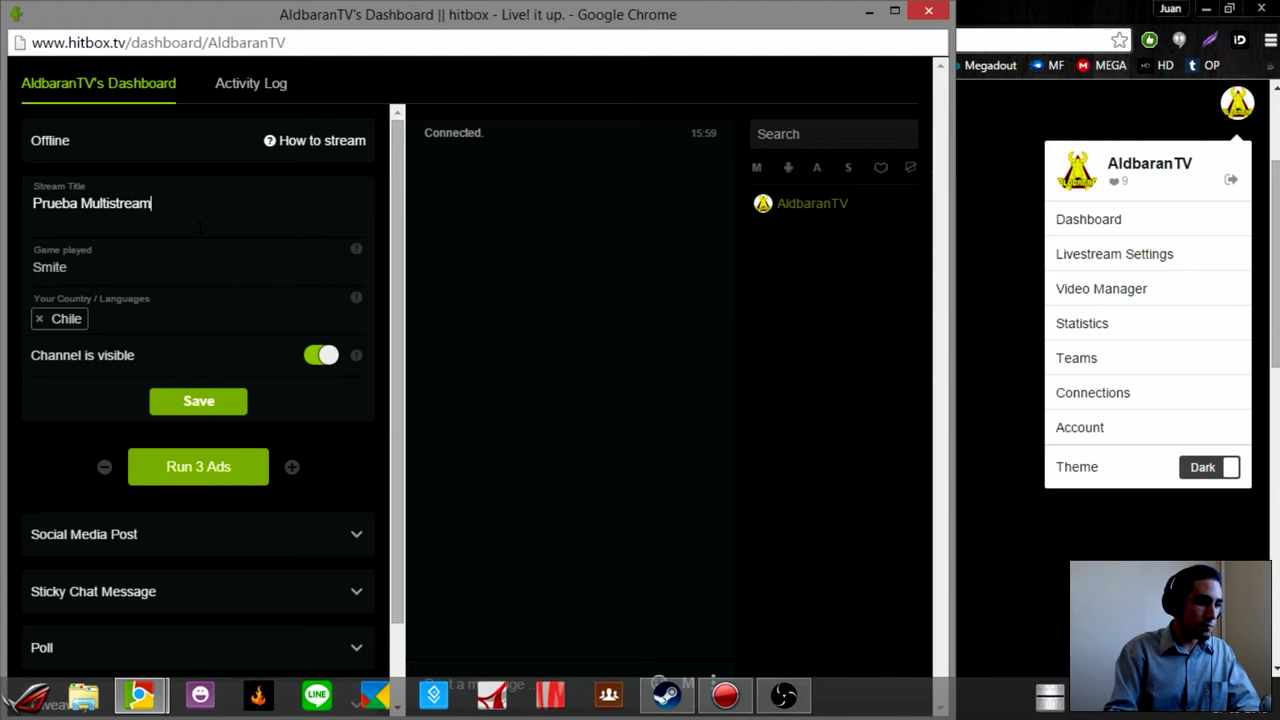 AldbaranTV's Dashboard || hitbox - Live! it up. - Google Chrome
Juan
www.hitbox.tv/dashboard/AldbaranTV
Megadout
MF
MEGA
HD
OP
AldbaranTV's Dashboard
Activity Log
Offline
How to stream
Stream Title
Prueba Multistream
Game played
Smite
Your Country / Languages
× Chile
Channel is visible
Save
Run 3 Ads
Social Media Post
Sticky Chat Message
Poll
Connected.
15:59
Search
M
A
S
AldbaranTV
AldbaranTV
9
Dashboard
Livestream Settings
Video Manager
Statistics
Teams
Connections
Account
Theme
Dark
LINE